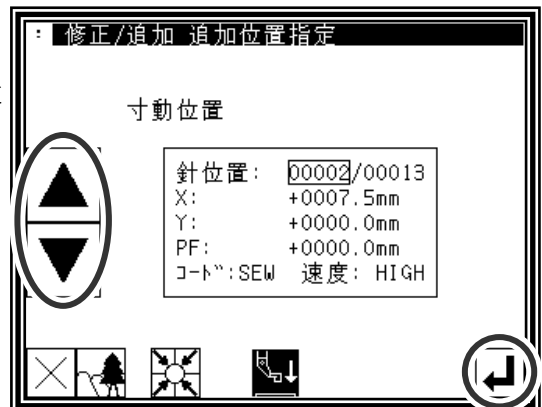 : 修正/追加 追加位置指定
寸動位置
針位置: 00002/00013
X: +0007.5mm
Y: +0000.0mm
PF: +0000.0mm
ｺｰﾄﾞ:SEW 速度: HIGH